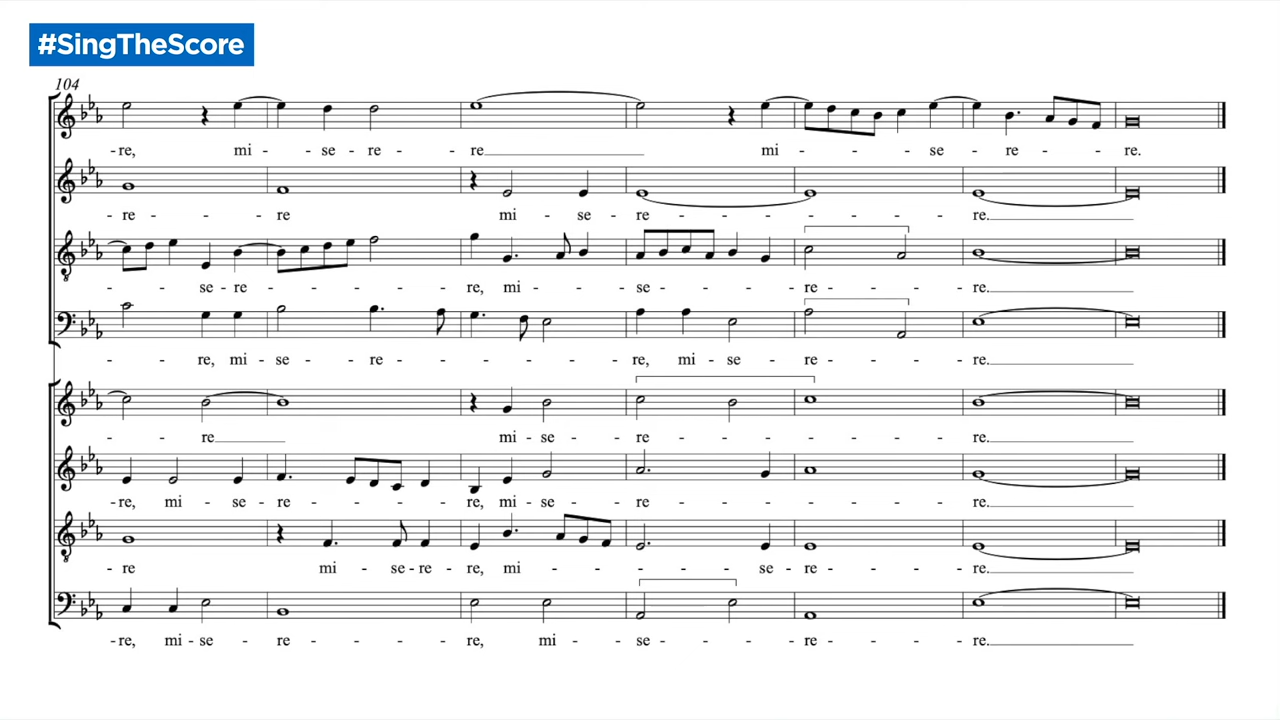 #SingTheScore
104
-re, mi - - se - re - re mi - - - se - re - re.
- re - - - re mi - se - re - - - - - - re.
- - - - se - re - - - - - re, mi - - - - se - - - re - - - re.
- - - re, mi - se - - re - - - - - re, mi - se - - re - - - re.
- - re mi - se - - re - - - - - - re.
-re, mi - se - re - - - - - re, mi - se - re - - - - - - re.
- re mi - se - re - re, mi - - - - - se - re - - - re.
-re, mi - se - re - - - - re, mi - - se - - - - re - - - re.